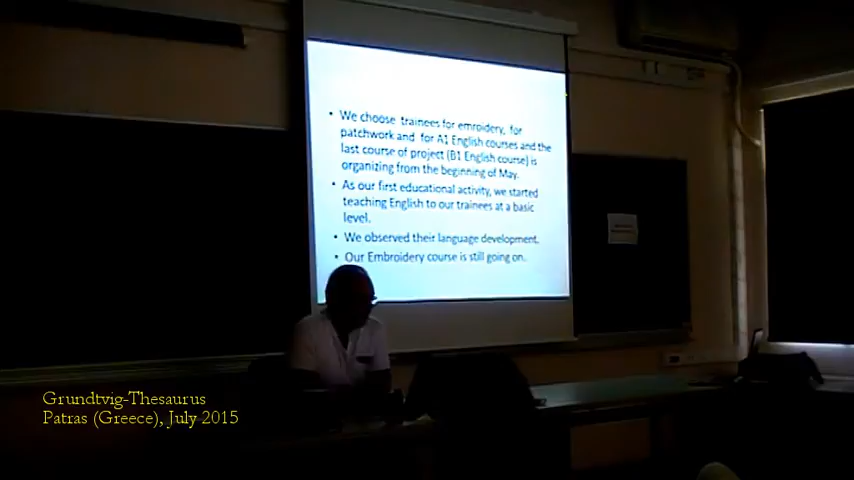 • We choose trainees for emroidery, for
patchwork and for A1 English courses and the
last course of project (B1 English course) is
organizing from the beginning of May.
• As our first educational activity, we started
teaching English to our trainees at a basic
level.
• We observed their language development.
• Our Embroidery course is still going on.
Grundtvig-Thesaurus
Patras (Greece), July 2015